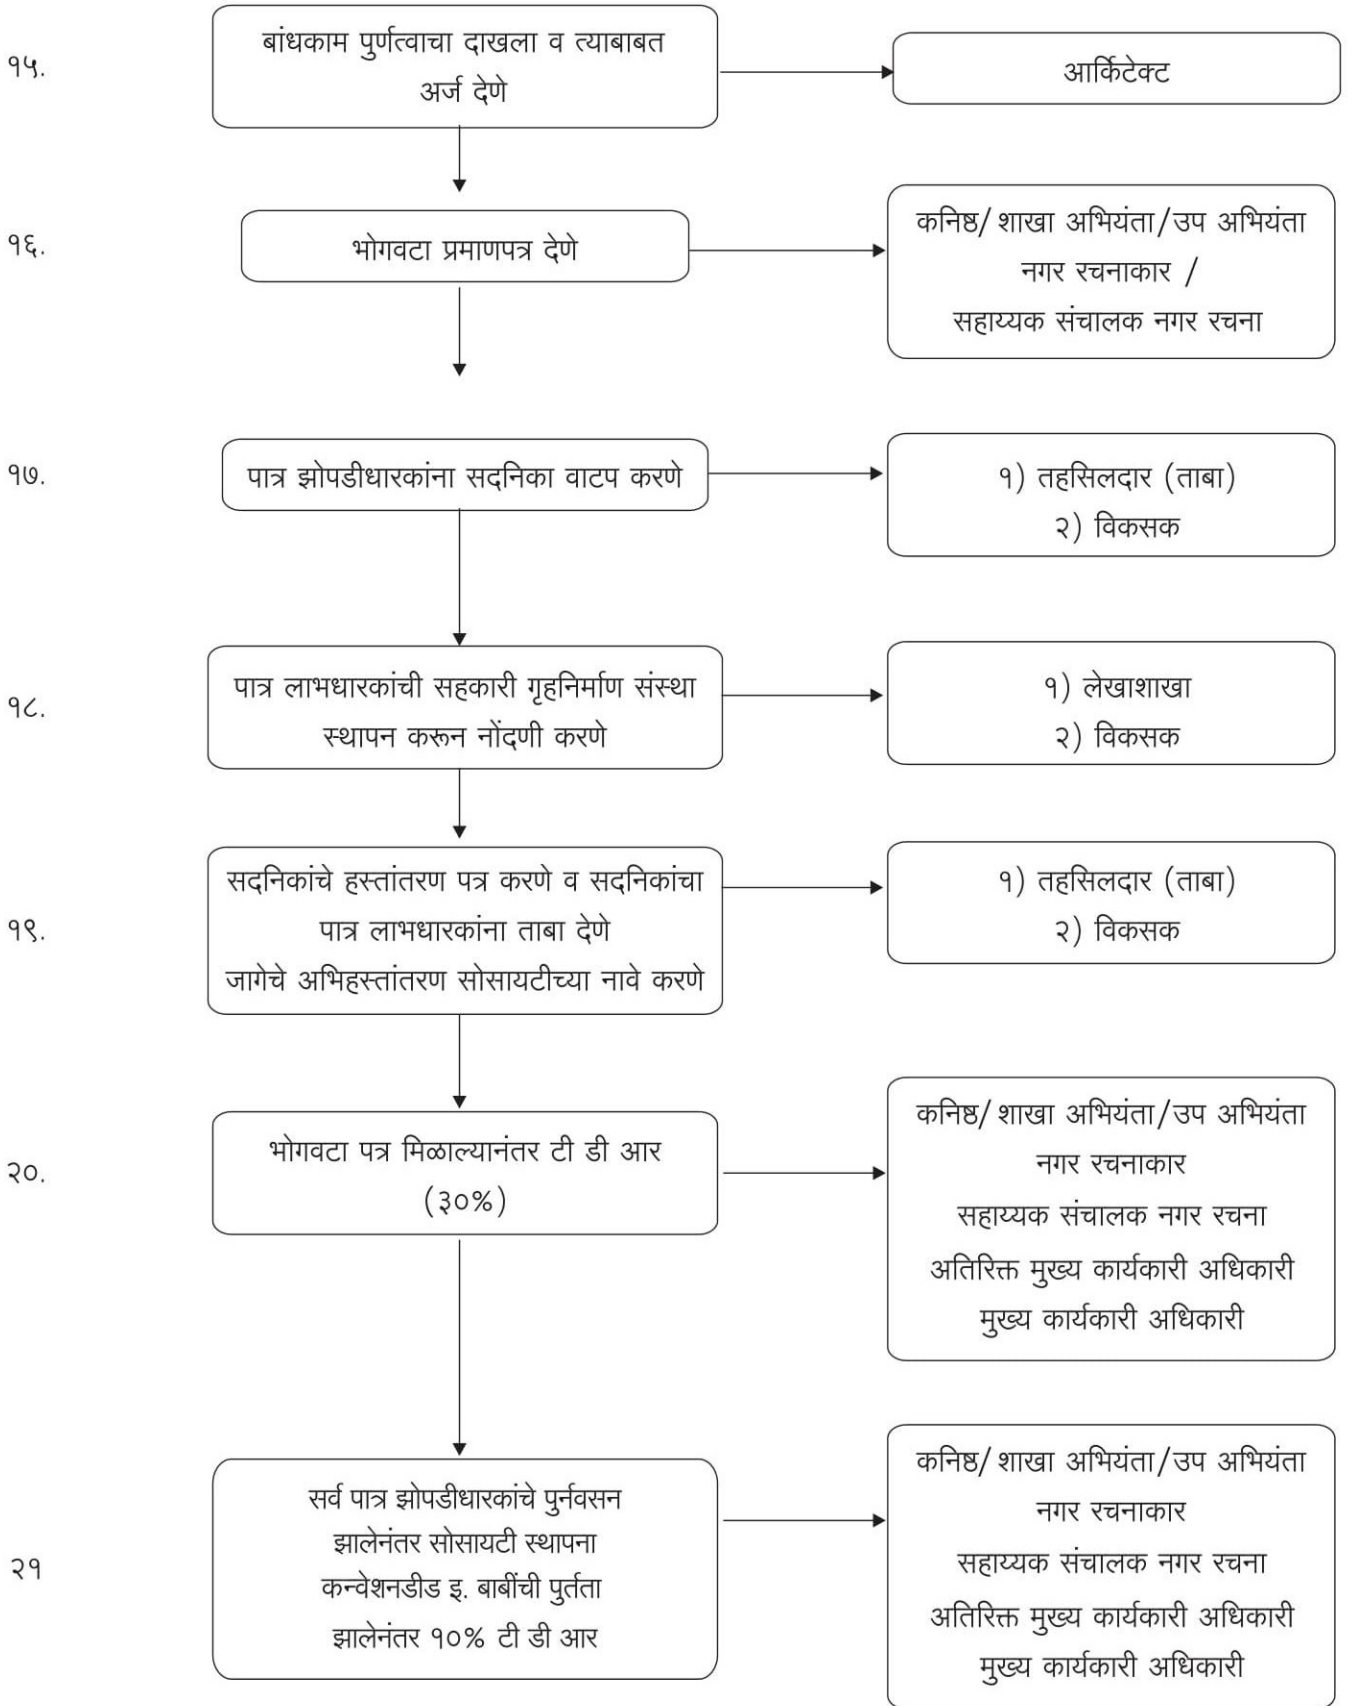 १५.
बांधकाम पुर्णत्वाचा दाखला व त्याबाबत
अर्ज देणे
आर्किटेक्ट
१६.
भोगवटा प्रमाणपत्र देणे
कनिष्ठ/ शाखा अभियंता/उप अभियंता
नगर रचनाकार /
सहाय्यक संचालक नगर रचना
१७.
पात्र झोपडीधारकांना सदनिका वाटप करणे
१) तहसिलदार (ताबा)
२) विकसक
१८.
पात्र लाभधारकांची सहकारी गृहनिर्माण संस्था
स्थापन करून नोंदणी करणे
१) लेखाशाखा
२) विकसक
१९.
सदनिकांचे हस्तांतरण पत्र करणे व सदनिकांचा
पात्र लाभधारकांना ताबा देणे
जागेचे अभिहस्तांतरण सोसायटीच्या नावे करणे
१) तहसिलदार (ताबा)
२) विकसक
२०.
भोगवटा पत्र मिळाल्यानंतर टी डी आर
(३०%)
कनिष्ठ/ शाखा अभियंता/उप अभियंता
नगर रचनाकार
सहाय्यक संचालक नगर रचना
अतिरिक्त मुख्य कार्यकारी अधिकारी
मुख्य कार्यकारी अधिकारी
२१
सर्व पात्र झोपडीधारकांचे पुर्नवसन
झालेनंतर सोसायटी स्थापना
कन्वेशनडीड इ. बाबींची पुर्तता
झालेनंतर १०% टी डी आर
कनिष्ठ/ शाखा अभियंता/उप अभियंता
नगर रचनाकार
सहाय्यक संचालक नगर रचना
अतिरिक्त मुख्य कार्यकारी अधिकारी
मुख्य कार्यकारी अधिकारी